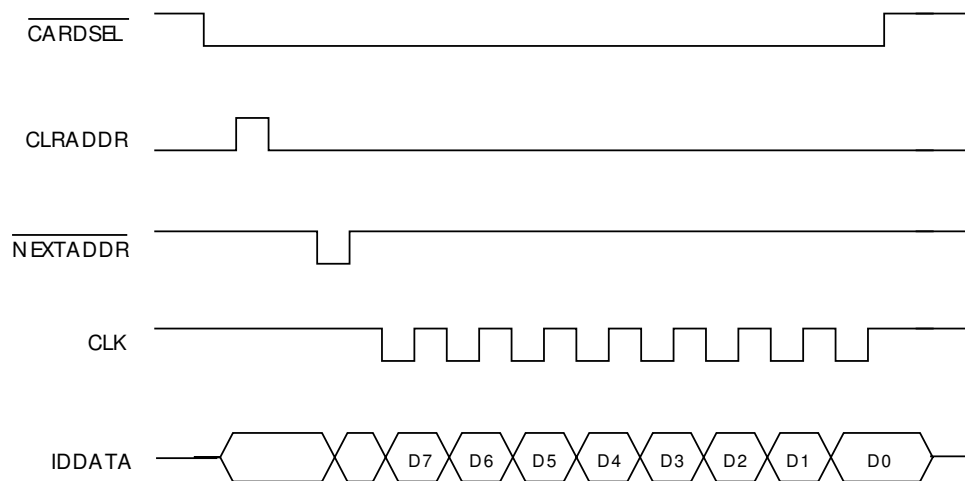 CARDSEL
CLRADDR
NEXTADDR
CLK
IDDATA D7 D6 D5 D4 D3 D2 D1 D0